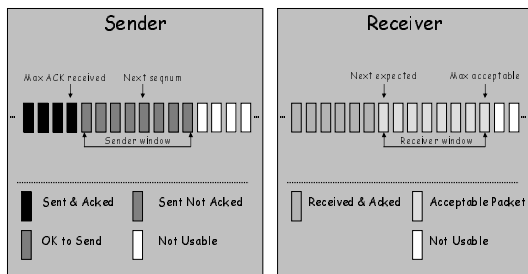 Sender
Max ACK received
Next seqnum
...
...
Sender window
Sent & Acked
Sent Not Acked
OK to Send
Not Usable
Receiver
Next expected
Max acceptable
...
...
Receiver window
Received & Acked
Acceptable Packet
Not Usable